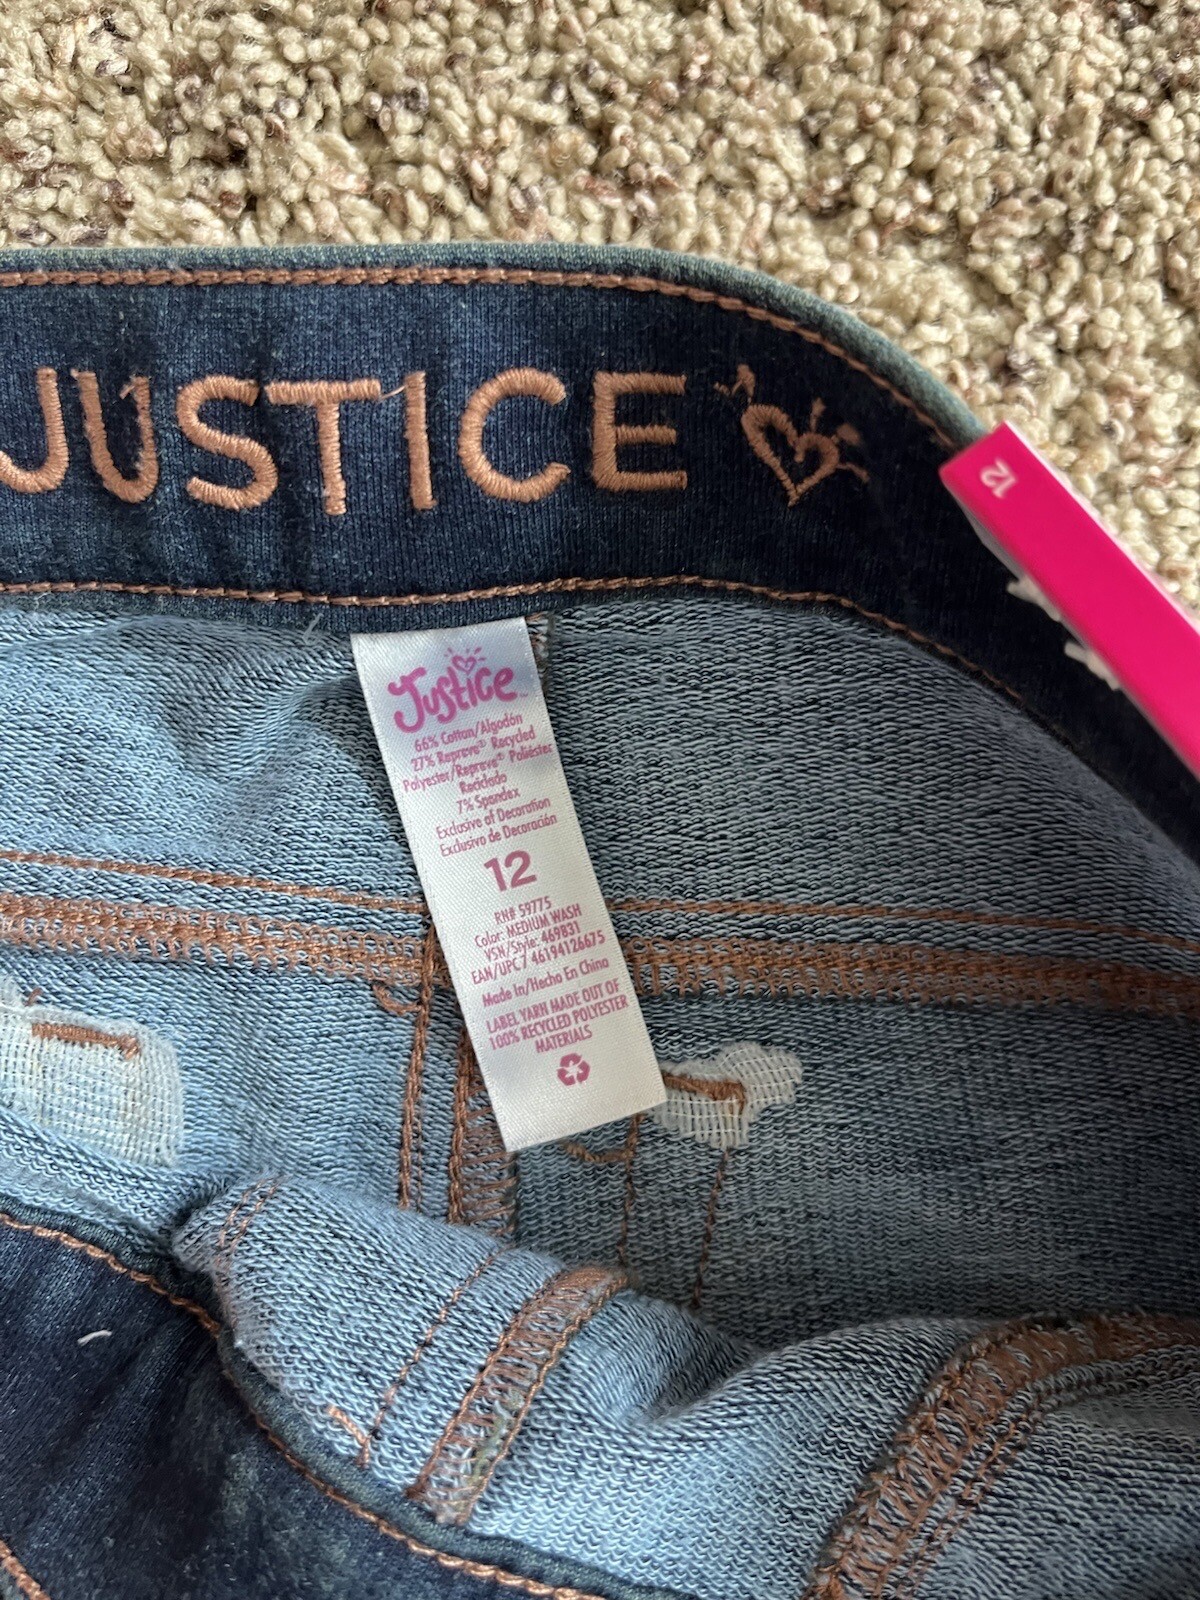 JUSTICE
12
Justice
66% Cotton/Algodón
27% Repreve® Recycled
Polyester/Repreve® Poliéster
Reciclado
7% Spandex
Exclusive of Decoration
Exclusivo de Decoración
12
RN# 59775
Color: MEDIUM WASH
VSN/Style: 469831
EAN/UPC7 46194126675
Made In/Hecho En China
LABEL YARN MADE OUT OF
100% RECYCLED POLYESTER
MATERIALS